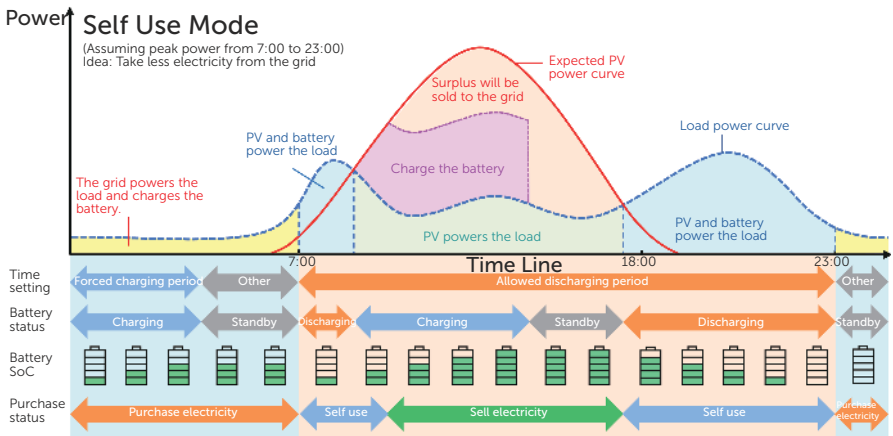 Power
Self Use Mode
(Assuming peak power from 7:00 to 23:00)
Idea: Take less electricity from the grid
Expected PV
power curve
Surplus will be
sold to the grid
PV and battery
power the load
Load power curve
Charge the battery
The grid powers the
load and charges the
battery.
PV powers the load
PV and battery
power the load
7:00
Time Line
18:00
23:00
Time
setting
Forced charging period
Other
Allowed discharging period
Other
Battery
status
Charging
Standby
Discharging
Charging
Standby
Discharging
Standby
Battery
SoC
Purchase
status
Purchase electricity
Self use
Sell electricity
Self use
Purchase
electricity